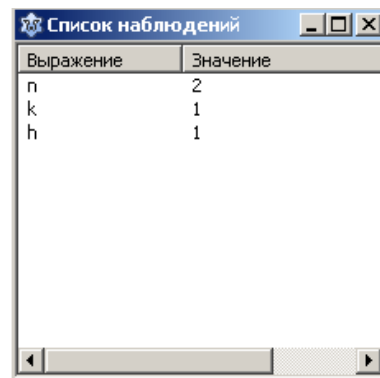 Список наблюдений
Выражение Значение
n 2
k 1
h 1